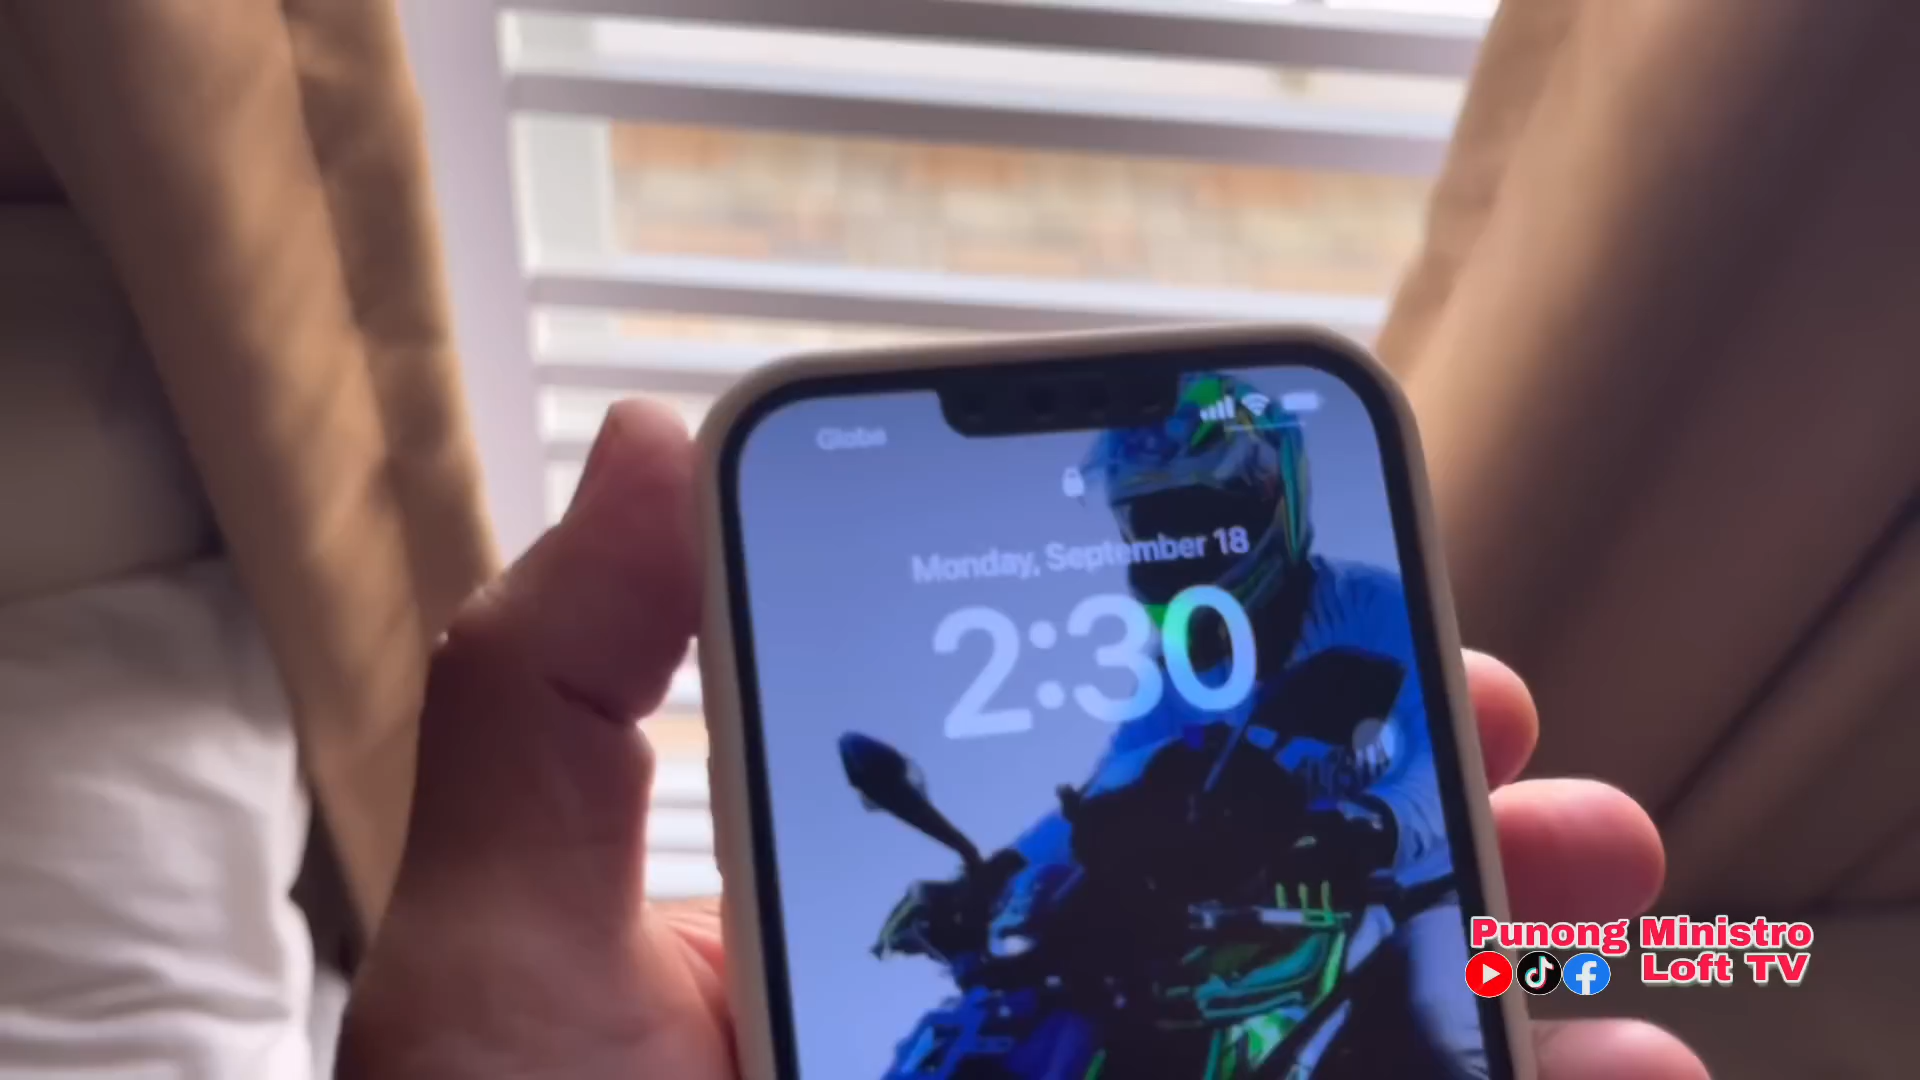 Globe
Monday, September 18
2:30
Punong Ministro
Loft TV